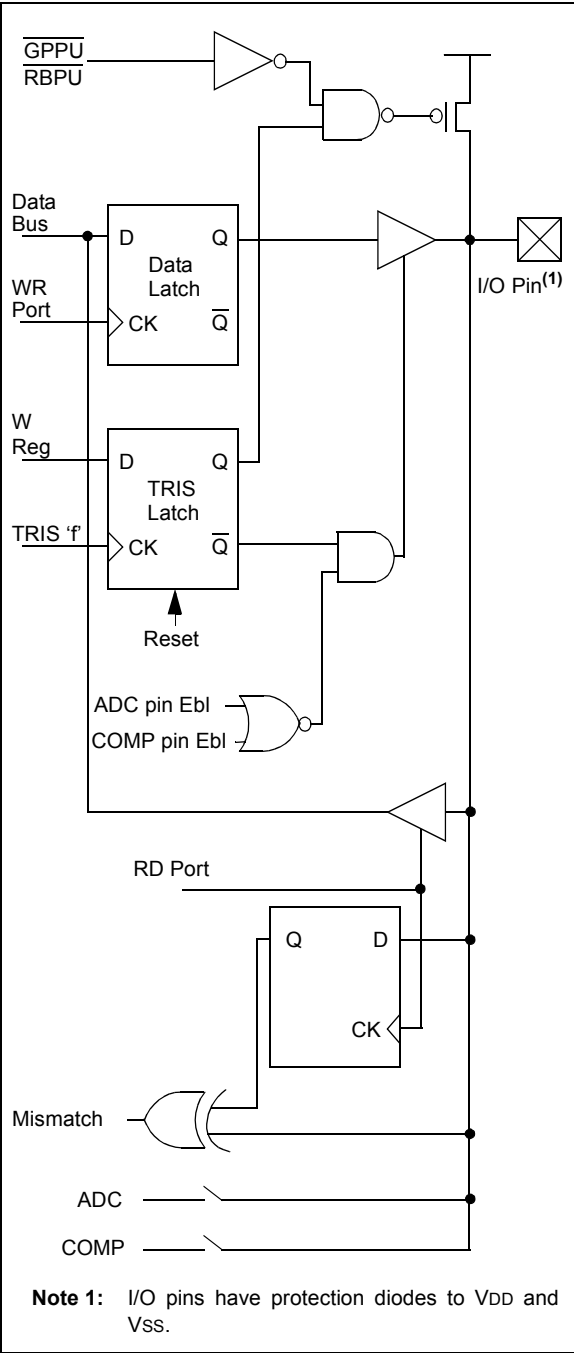 GPPU
RBPU
Data
Bus
D
Q
Data
Latch
I/O Pin(1)
WR
Port
CK
Q
W
Reg
D
Q
TRIS
Latch
TRIS ‘f’
CK
Q
Reset
ADC pin Ebl
COMP pin Ebl
RD Port
Q
D
CK
Mismatch
ADC
COMP
Note 1: I/O pins have protection diodes to VDD and
VSS.